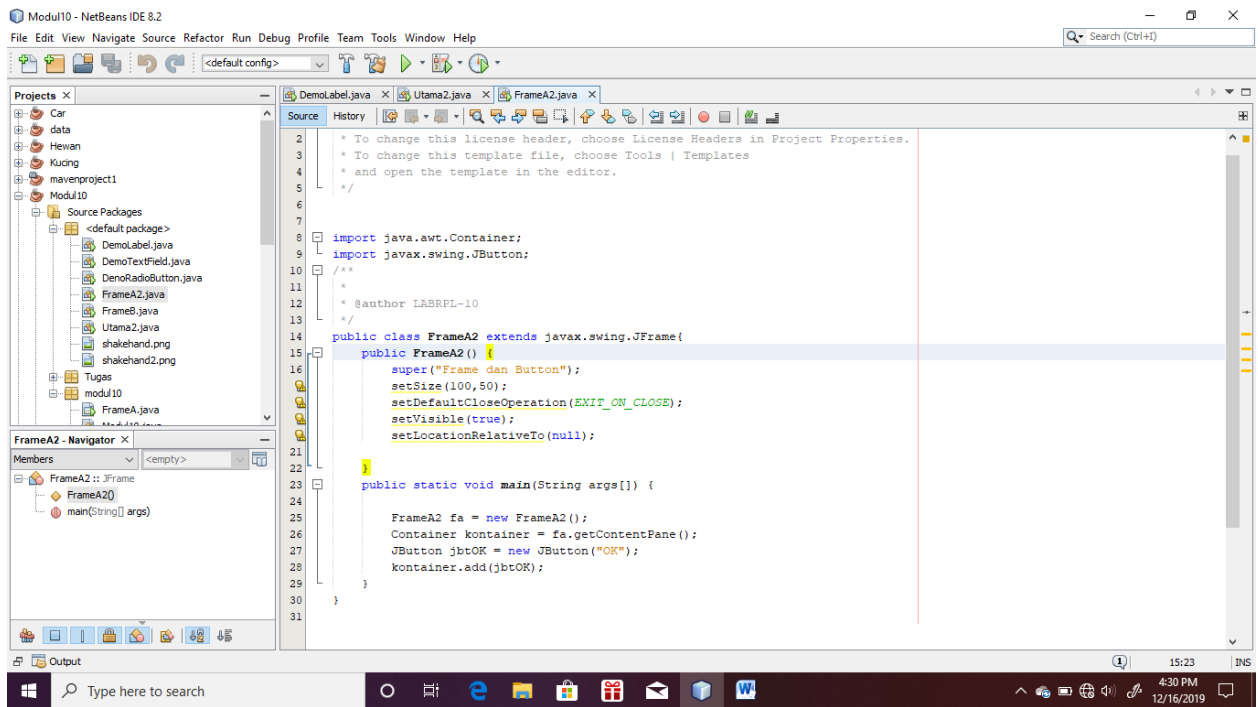 Modul10 - NetBeans IDE 8.2
File Edit View Navigate Source Refactor Run Debug Profile Team Tools Window Help
Search (Ctrl+I)
<default config>
Projects
DemoLabel.java
Utama2.java
FrameA2.java
Source
History
Car
data
Hewan
Kucing
mavenproject1
Modul10
Source Packages
<default package>
DemoLabel.java
DemoTextField.java
DenoRadioButton.java
FrameA2.java
FrameB.java
Utama2.java
shakehand.png
shakehand2.png
Tugas
modul10
FrameA.java
FrameA2 - Navigator
Members
<empty>
FrameA2 :: JFrame
FrameA2()
main(String[] args)
2 * To change this license header, choose License Headers in Project Properties.
3 * To change this template file, choose Tools | Templates
4 * and open the template in the editor.
5 */
6
7
8 import java.awt.Container;
9 import javax.swing.JButton;
10 /**
11 *
12 * @author LABRPL-10
13 */
14 public class FrameA2 extends javax.swing.JFrame{
15 public FrameA2() {
16 super("Frame dan Button");
setSize(100,50);
setDefaultCloseOperation(EXIT_ON_CLOSE);
setVisible(true);
setLocationRelativeTo(null);
21
22 }
23 public static void main(String args[]) {
24
25 FrameA2 fa = new FrameA2();
26 Container kontainer = fa.getContentPane();
27 JButton jbtOK = new JButton("OK");
28 kontainer.add(jbtOK);
29 }
30 }
31
Output
1
15:23
INS
Type here to search
4:30 PM
12/16/2019